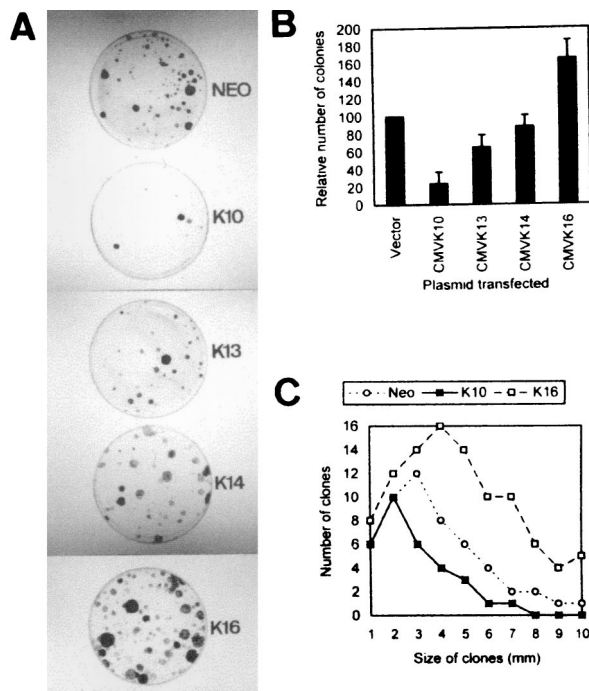 A
NEO
K10
K13
K14
K16
B
Relative number of colonies
200
180
160
140
120
100
80
60
40
20
0
Vector
CMVK10
CMVK13
CMVK14
CMVK16
Plasmid transfected
C
Neo K10 K16
Number of clones
16
14
12
10
8
6
4
2
0
1 2 3 4 5 6 7 8 9 10
Size of clones (mm)